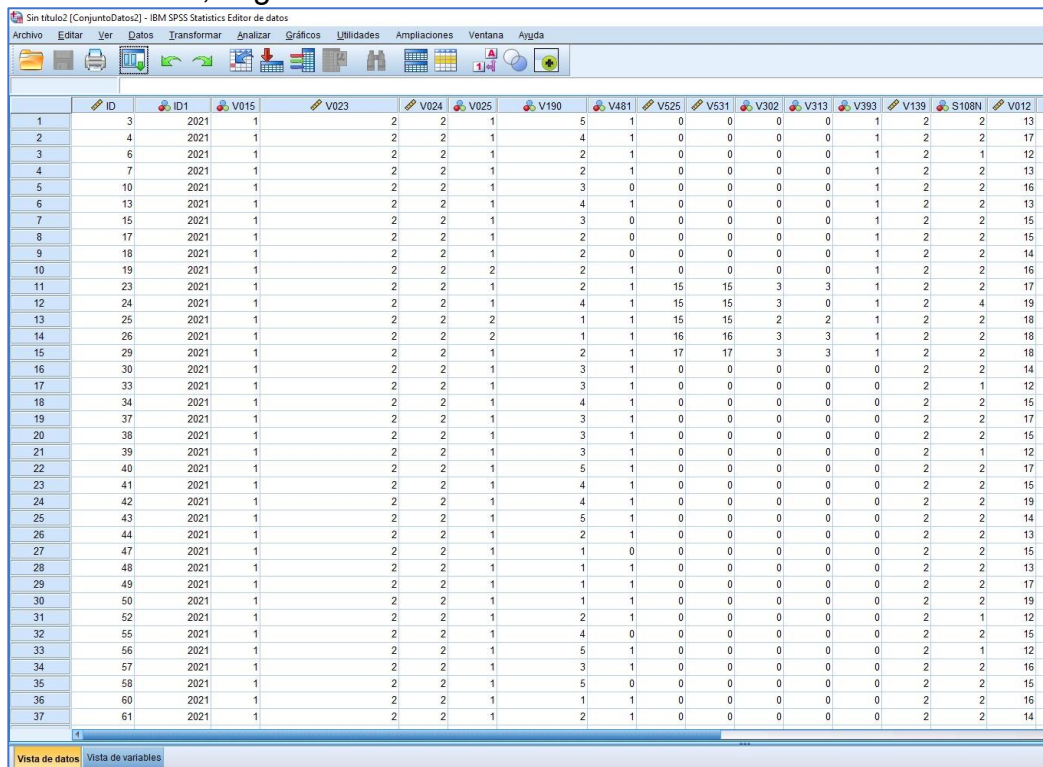 Sin título2 [ConjuntoDatos2] - IBM SPSS Statistics Editor de datos
Archivo Editar Ver Datos Transformar Analizar Gráficos Utilidades Ampliaciones Ventana Ayuda
ID ID1 V015 V023 V024 V025 V190 V481 V525 V531 V302 V313 V393 V139 S108N V012
1 3 2021 1 2 2 1 5 1 0 0 0 0 1 2 2 13
2 4 2021 1 2 2 1 4 1 0 0 0 0 1 2 2 17
3 6 2021 1 2 2 1 2 1 0 0 0 0 1 2 1 12
4 7 2021 1 2 2 1 2 1 0 0 0 0 1 2 2 13
5 10 2021 1 2 2 1 3 0 0 0 0 0 1 2 2 16
6 13 2021 1 2 2 1 4 1 0 0 0 0 1 2 2 13
7 15 2021 1 2 2 1 3 0 0 0 0 0 1 2 2 15
8 17 2021 1 2 2 1 2 0 0 0 0 0 1 2 2 15
9 18 2021 1 2 2 1 2 0 0 0 0 0 1 2 2 14
10 19 2021 1 2 2 2 2 1 0 0 0 0 1 2 2 16
11 23 2021 1 2 2 1 2 1 15 15 3 3 1 2 2 17
12 24 2021 1 2 2 1 4 1 15 15 3 0 1 2 4 19
13 25 2021 1 2 2 2 1 1 15 15 2 2 1 2 2 18
14 26 2021 1 2 2 2 1 1 16 16 3 3 1 2 2 18
15 29 2021 1 2 2 1 2 1 17 17 3 3 1 2 2 18
16 30 2021 1 2 2 1 3 1 0 0 0 0 0 2 2 14
17 33 2021 1 2 2 1 3 1 0 0 0 0 0 2 1 12
18 34 2021 1 2 2 1 4 1 0 0 0 0 0 2 2 15
19 37 2021 1 2 2 1 3 1 0 0 0 0 0 2 2 17
20 38 2021 1 2 2 1 3 1 0 0 0 0 0 2 2 15
21 39 2021 1 2 2 1 3 1 0 0 0 0 0 2 1 12
22 40 2021 1 2 2 1 5 1 0 0 0 0 0 2 2 17
23 41 2021 1 2 2 1 4 1 0 0 0 0 0 2 2 15
24 42 2021 1 2 2 1 4 1 0 0 0 0 0 2 2 19
25 43 2021 1 2 2 1 5 1 0 0 0 0 0 2 2 14
26 44 2021 1 2 2 1 2 1 0 0 0 0 0 2 2 13
27 47 2021 1 2 2 1 1 0 0 0 0 0 0 2 2 15
28 48 2021 1 2 2 1 1 1 0 0 0 0 0 2 2 13
29 49 2021 1 2 2 1 1 1 0 0 0 0 0 2 2 17
30 50 2021 1 2 2 1 1 1 0 0 0 0 0 2 2 19
31 52 2021 1 2 2 1 2 1 0 0 0 0 0 2 1 12
32 55 2021 1 2 2 1 4 0 0 0 0 0 0 2 2 15
33 56 2021 1 2 2 1 5 1 0 0 0 0 0 2 1 12
34 57 2021 1 2 2 1 3 1 0 0 0 0 0 2 2 16
35 58 2021 1 2 2 1 5 0 0 0 0 0 0 2 2 15
36 60 2021 1 2 2 1 1 1 0 0 0 0 0 2 2 16
37 61 2021 1 2 2 1 2 1 0 0 0 0 0 2 2 14
Vista de datos Vista de variables